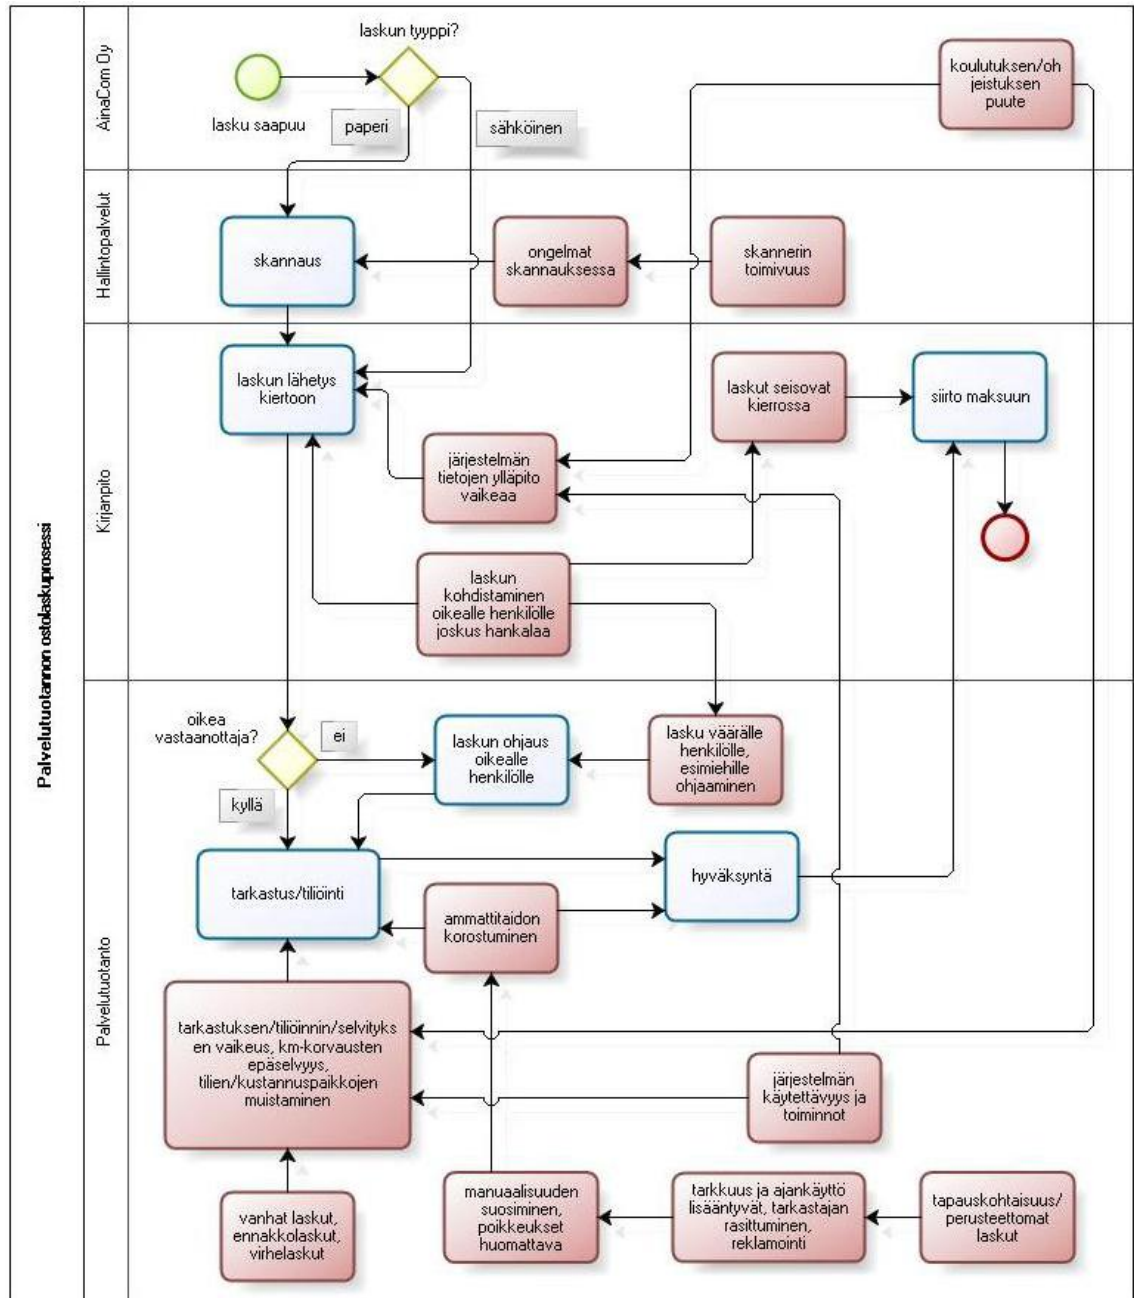 Palvelutuotannon ostolaskuprosessi
AinaCom Oy
laskun tyyppi?
lasku saapuu
paperi
sähköinen
koulutuksen/oh
jeistuksen
puute
Hallintopalvelut
skannaus
ongelmat
skannauksessa
skannerin
toimivuus
Kirjanpito
laskun lähetys
kiertoon
laskut seisovat
kierrossa
siirto maksuun
järjestelmän
tietojen ylläpito
vaikeaa
laskun
kohdistaminen
oikealle henkilölle
joskus hankalaa
Palvelutuotanto
oikea
vastaanottaja?
ei
kyllä
laskun ohjaus
oikealle
henkilölle
lasku väärälle
henkilölle,
esimiehille
ohjaaminen
tarkastus/tiliöinti
hyväksyntä
ammattitaidon
korostuminen
tarkastuksen/tiliöinnin/selvityks
en vaikeus, km-korvausten
epäselvyys,
tilien/kustannuspaikkojen
muistaminen
järjestelmän
käytettävyys ja
toiminnot
vanhat laskut,
ennakkolaskut,
virhelaskut
manuaalisuuden
suosiminen,
poikkeukset
huomattava
tarkkuus ja ajankäyttö
lisääntyvät, tarkastajan
rasittuminen,
reklamointi
tapauskohtaisuus/
perusteettomat
laskut